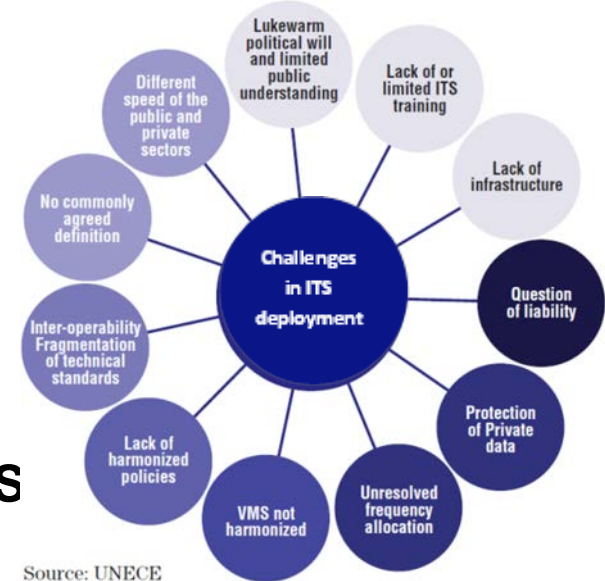 Challenges
in ITS
deployment
Lukewarm
political will
and limited
public
understanding
Lack of or
limited ITS
training
Lack of
infrastructure
Question
of liability
Protection
of Private
data
Unresolved
frequency
allocation
VMS not
harmonized
Lack of
harmonized
policies
Inter-operability
Fragmentation
of technical
standards
No commonly
agreed
definition
Different
speed of the
public and
private
sectors
s
Source: UNECE